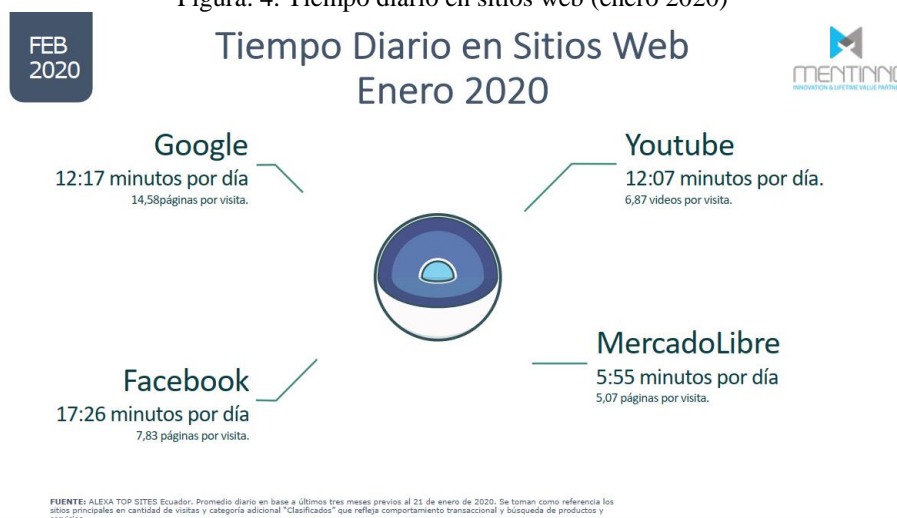 Figura. 4. Tiempo diario en sitios web (enero 2020)
FEB
2020
Tiempo Diario en Sitios Web
Enero 2020
MENTINNO
INNOVATION & LIFETIME VALUE PARTNERS
Google
12:17 minutos por día
14,58páginas por visita.
Youtube
12:07 minutos por día.
6,87 videos por visita.
Facebook
17:26 minutos por día
7,83 páginas por visita.
MercadoLibre
5:55 minutos por día
5,07 páginas por visita.
FUENTE: ALEXA TOP SITES Ecuador. Promedio diario en base a últimos tres meses previos al 21 de enero de 2020. Se toman como referencia los
sitios principales en cantidad de visitas y categoría adicional "Clasificados" que refleja comportamiento transaccional y búsqueda de productos y